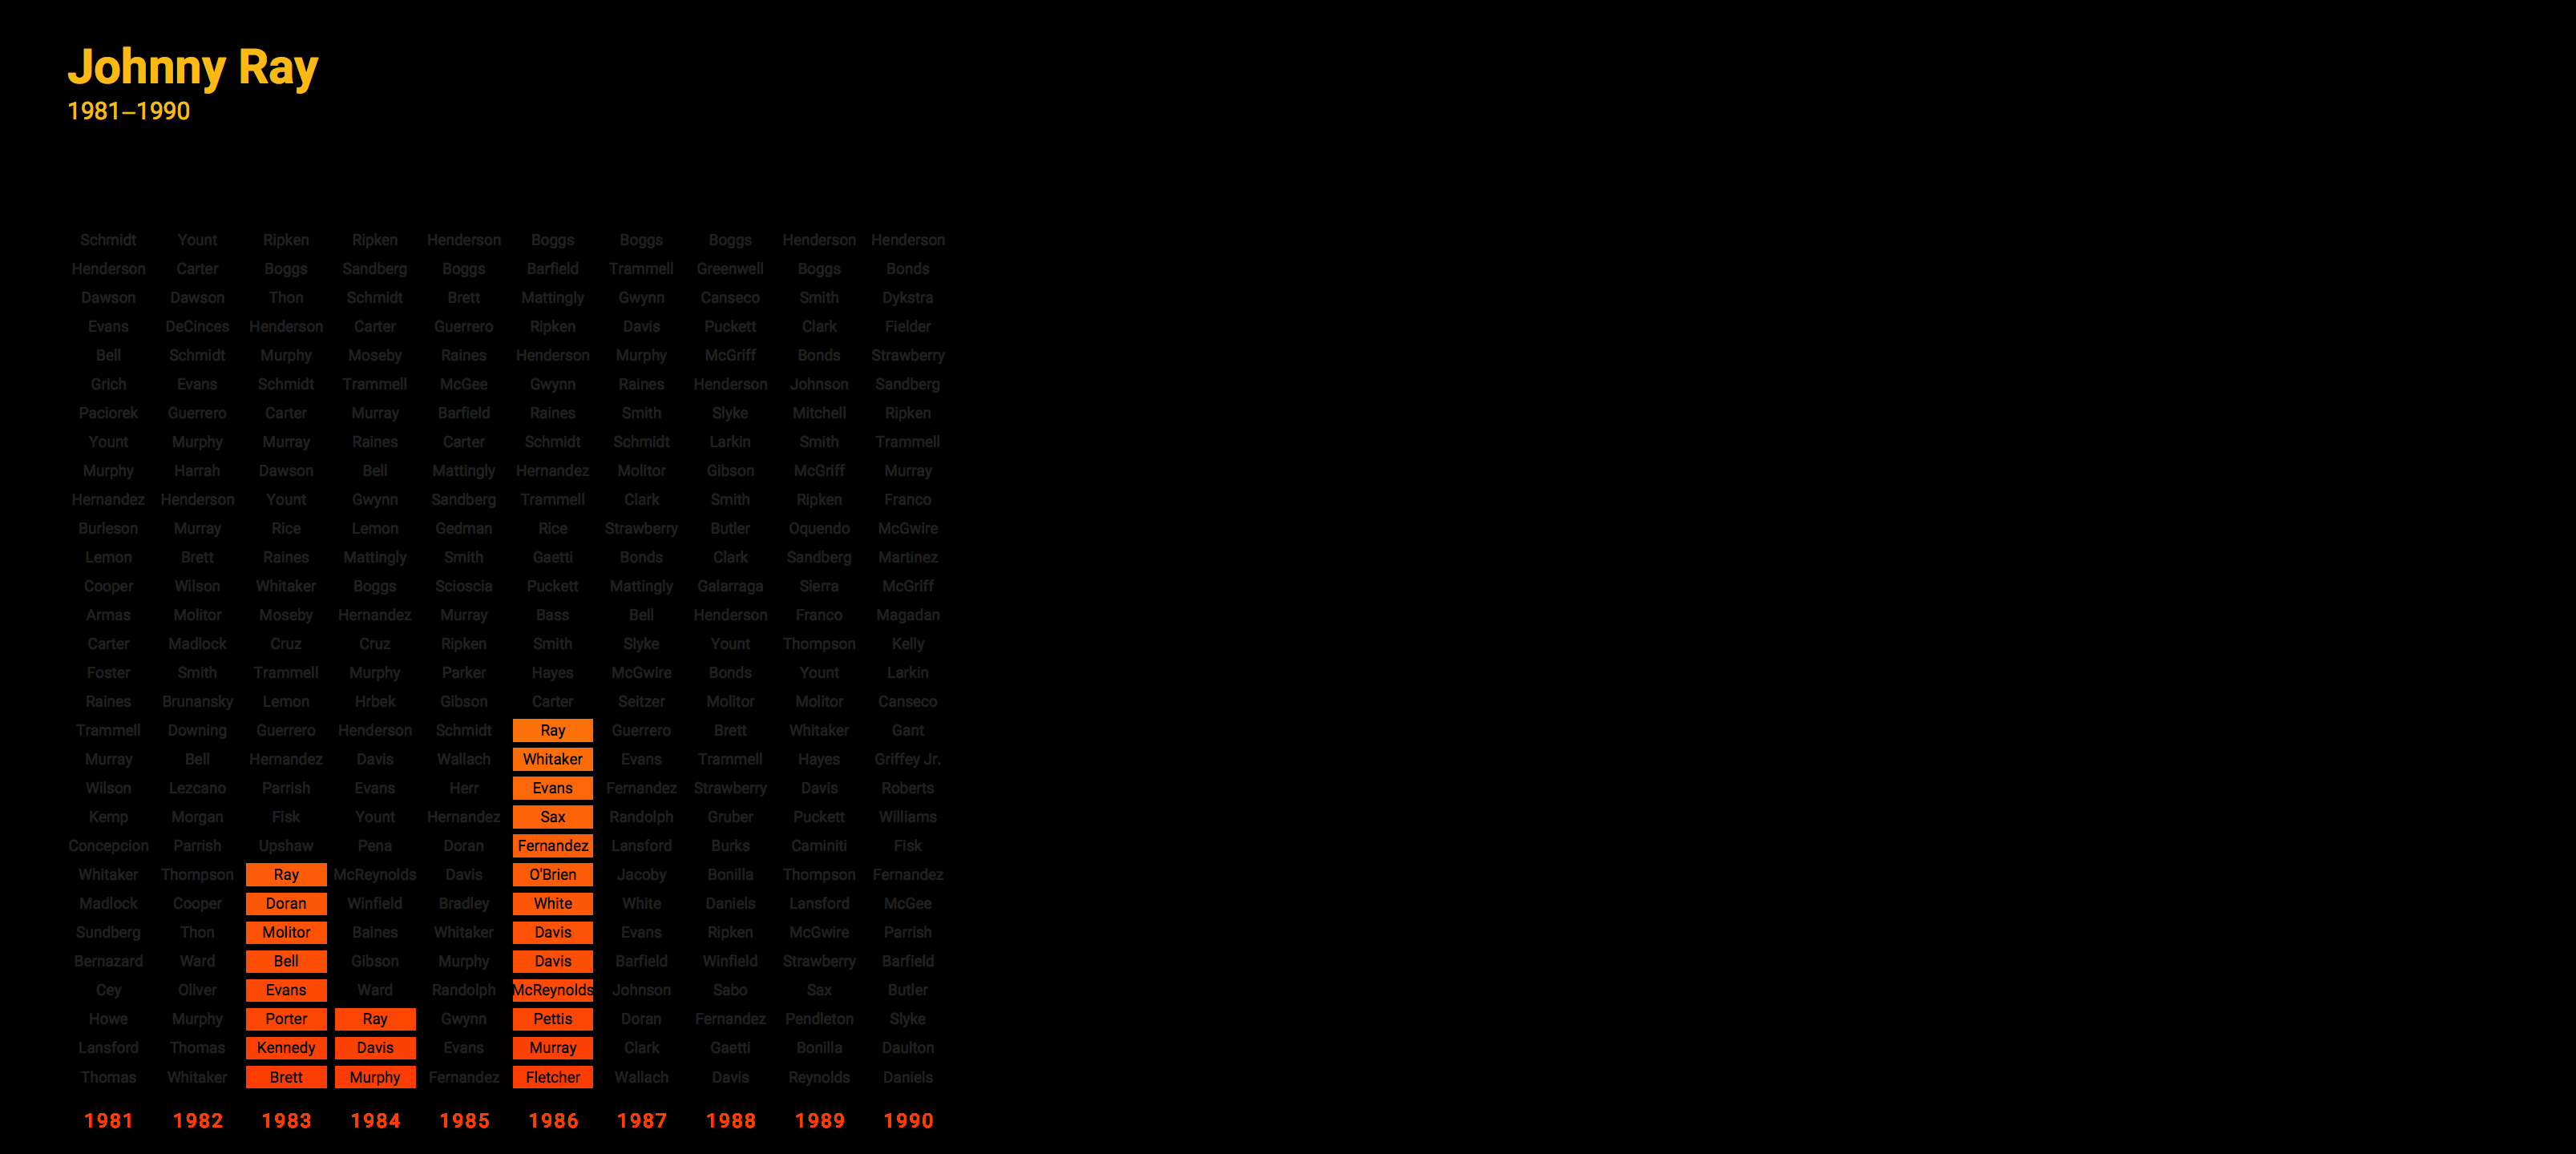 Johnny Ray
1981–1990
Schmidt Yount Ripken Ripken Henderson Boggs Boggs Boggs Henderson Henderson
Henderson Carter Boggs Sandberg Boggs Barfield Trammell Greenwell Boggs Bonds
Dawson Dawson Thon Schmidt Brett Mattingly Gwynn Canseco Smith Dykstra
Evans DeCinces Henderson Carter Guerrero Ripken Davis Puckett Clark Fielder
Bell Schmidt Murphy Moseby Raines Henderson Murphy McGriff Bonds Strawberry
Grich Evans Schmidt Trammell McGee Gwynn Raines Henderson Johnson Sandberg
Paciorek Guerrero Carter Murray Barfield Raines Smith Slyke Mitchell Ripken
Yount Murphy Murray Raines Carter Schmidt Schmidt Larkin Smith Trammell
Murphy Harrah Dawson Bell Mattingly Hernandez Molitor Gibson McGriff Murray
Hernandez Henderson Yount Gwynn Sandberg Trammell Clark Smith Ripken Franco
Burleson Murray Rice Lemon Gedman Rice Strawberry Butler Oquendo McGwire
Lemon Brett Raines Mattingly Smith Gaetti Bonds Clark Sandberg Martinez
Cooper Wilson Whitaker Boggs Scioscia Puckett Mattingly Galarraga Sierra McGriff
Armas Molitor Moseby Hernandez Murray Bass Bell Henderson Franco Magadan
Carter Madlock Cruz Cruz Ripken Smith Slyke Yount Thompson Kelly
Foster Smith Trammell Murphy Parker Hayes McGwire Bonds Yount Larkin
Raines Brunansky Lemon Hrbek Gibson Carter Seitzer Molitor Molitor Canseco
Trammell Downing Guerrero Henderson Schmidt Ray Guerrero Brett Whitaker Gant
Murray Bell Hernandez Davis Wallach Whitaker Evans Trammell Hayes Griffey Jr.
Wilson Lezcano Parrish Evans Herr Evans Fernandez Strawberry Davis Roberts
Kemp Morgan Fisk Yount Hernandez Sax Randolph Gruber Puckett Williams
Concepcion Parrish Upshaw Pena Doran Fernandez Lansford Burks Caminiti Fisk
Whitaker Thompson Ray McReynolds Davis O'Brien Jacoby Bonilla Thompson Fernandez
Madlock Cooper Doran Winfield Bradley White White Daniels Lansford McGee
Sundberg Thon Molitor Baines Whitaker Davis Evans Ripken McGwire Parrish
Bernazard Ward Bell Gibson Murphy Davis Barfield Winfield Strawberry Barfield
Cey Oliver Evans Ward Randolph McReynolds Johnson Sabo Sax Butler
Howe Murphy Porter Ray Gwynn Pettis Doran Fernandez Pendleton Slyke
Lansford Thomas Kennedy Davis Evans Murray Clark Gaetti Bonilla Daulton
Thomas Whitaker Brett Murphy Fernandez Fletcher Wallach Davis Reynolds Daniels
1981 1982 1983 1984 1985 1986 1987 1988 1989 1990